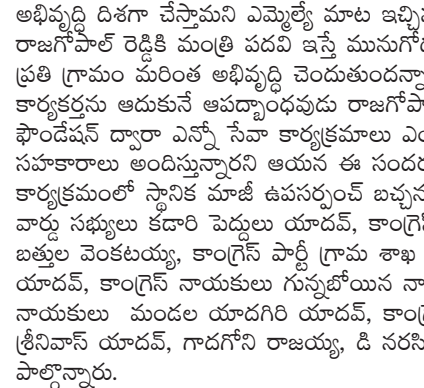 అభివృద్ధి దిశగా చేస్తామని ఎమ్మెల్యే మాట ఇచ్చి
రాజగోపాల్ రెడ్డికి మంత్రి పదవి ఇస్తే మునుగో
ప్రతి గ్రామం మరింత అభివృద్ధి చెందుతుందన్నా
కార్యకర్తను ఆదుకునే ఆపద్బాంధవుడు రాజగోపా
ఫౌండేషన్ ద్వారా ఎన్నో సేవా కార్యక్రమాలు ఎం
సహకారాలు అందిస్తున్నారని ఆయన ఈ సందర
కార్యక్రమంలో స్థానిక మాజీ ఉపసర్పంచ్ బచ్చన
వార్డు సభ్యులు కడారి పెద్దులు యాదవ్, కాంగ్రె
బత్తుల వెంకటయ్య, కాంగ్రెస్ పార్టీ గ్రామ శాఖ
యాదవ్, కాంగ్రెస్ నాయకులు గున్నబోయిన నా
నాయకులు మండల యాదగిరి యాదవ్, కాంగ్రె
శ్రీనివాస్ యాదవ్, గాదగోని రాజయ్య, డి నరసి
పాల్గొన్నారు.